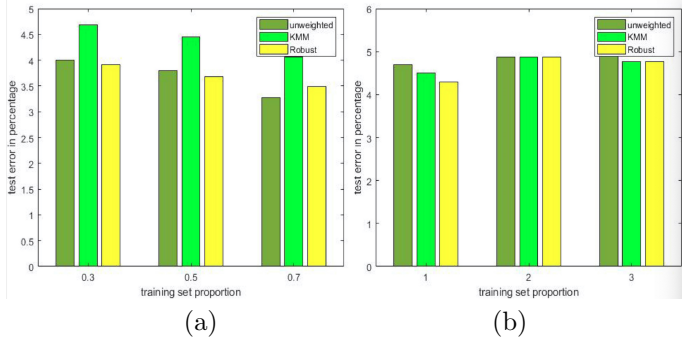 5
4.5
4
3.5
3
2.5
2
1.5
1
0.5
0
test error in percentage
unweighted
KMM
Robust
0.3
0.5
0.7
training set proportion
(a)
6
5
4
3
2
1
0
test error in percentage
unweighted
KMM
Robust
1
2
3
training set proportion
(b)